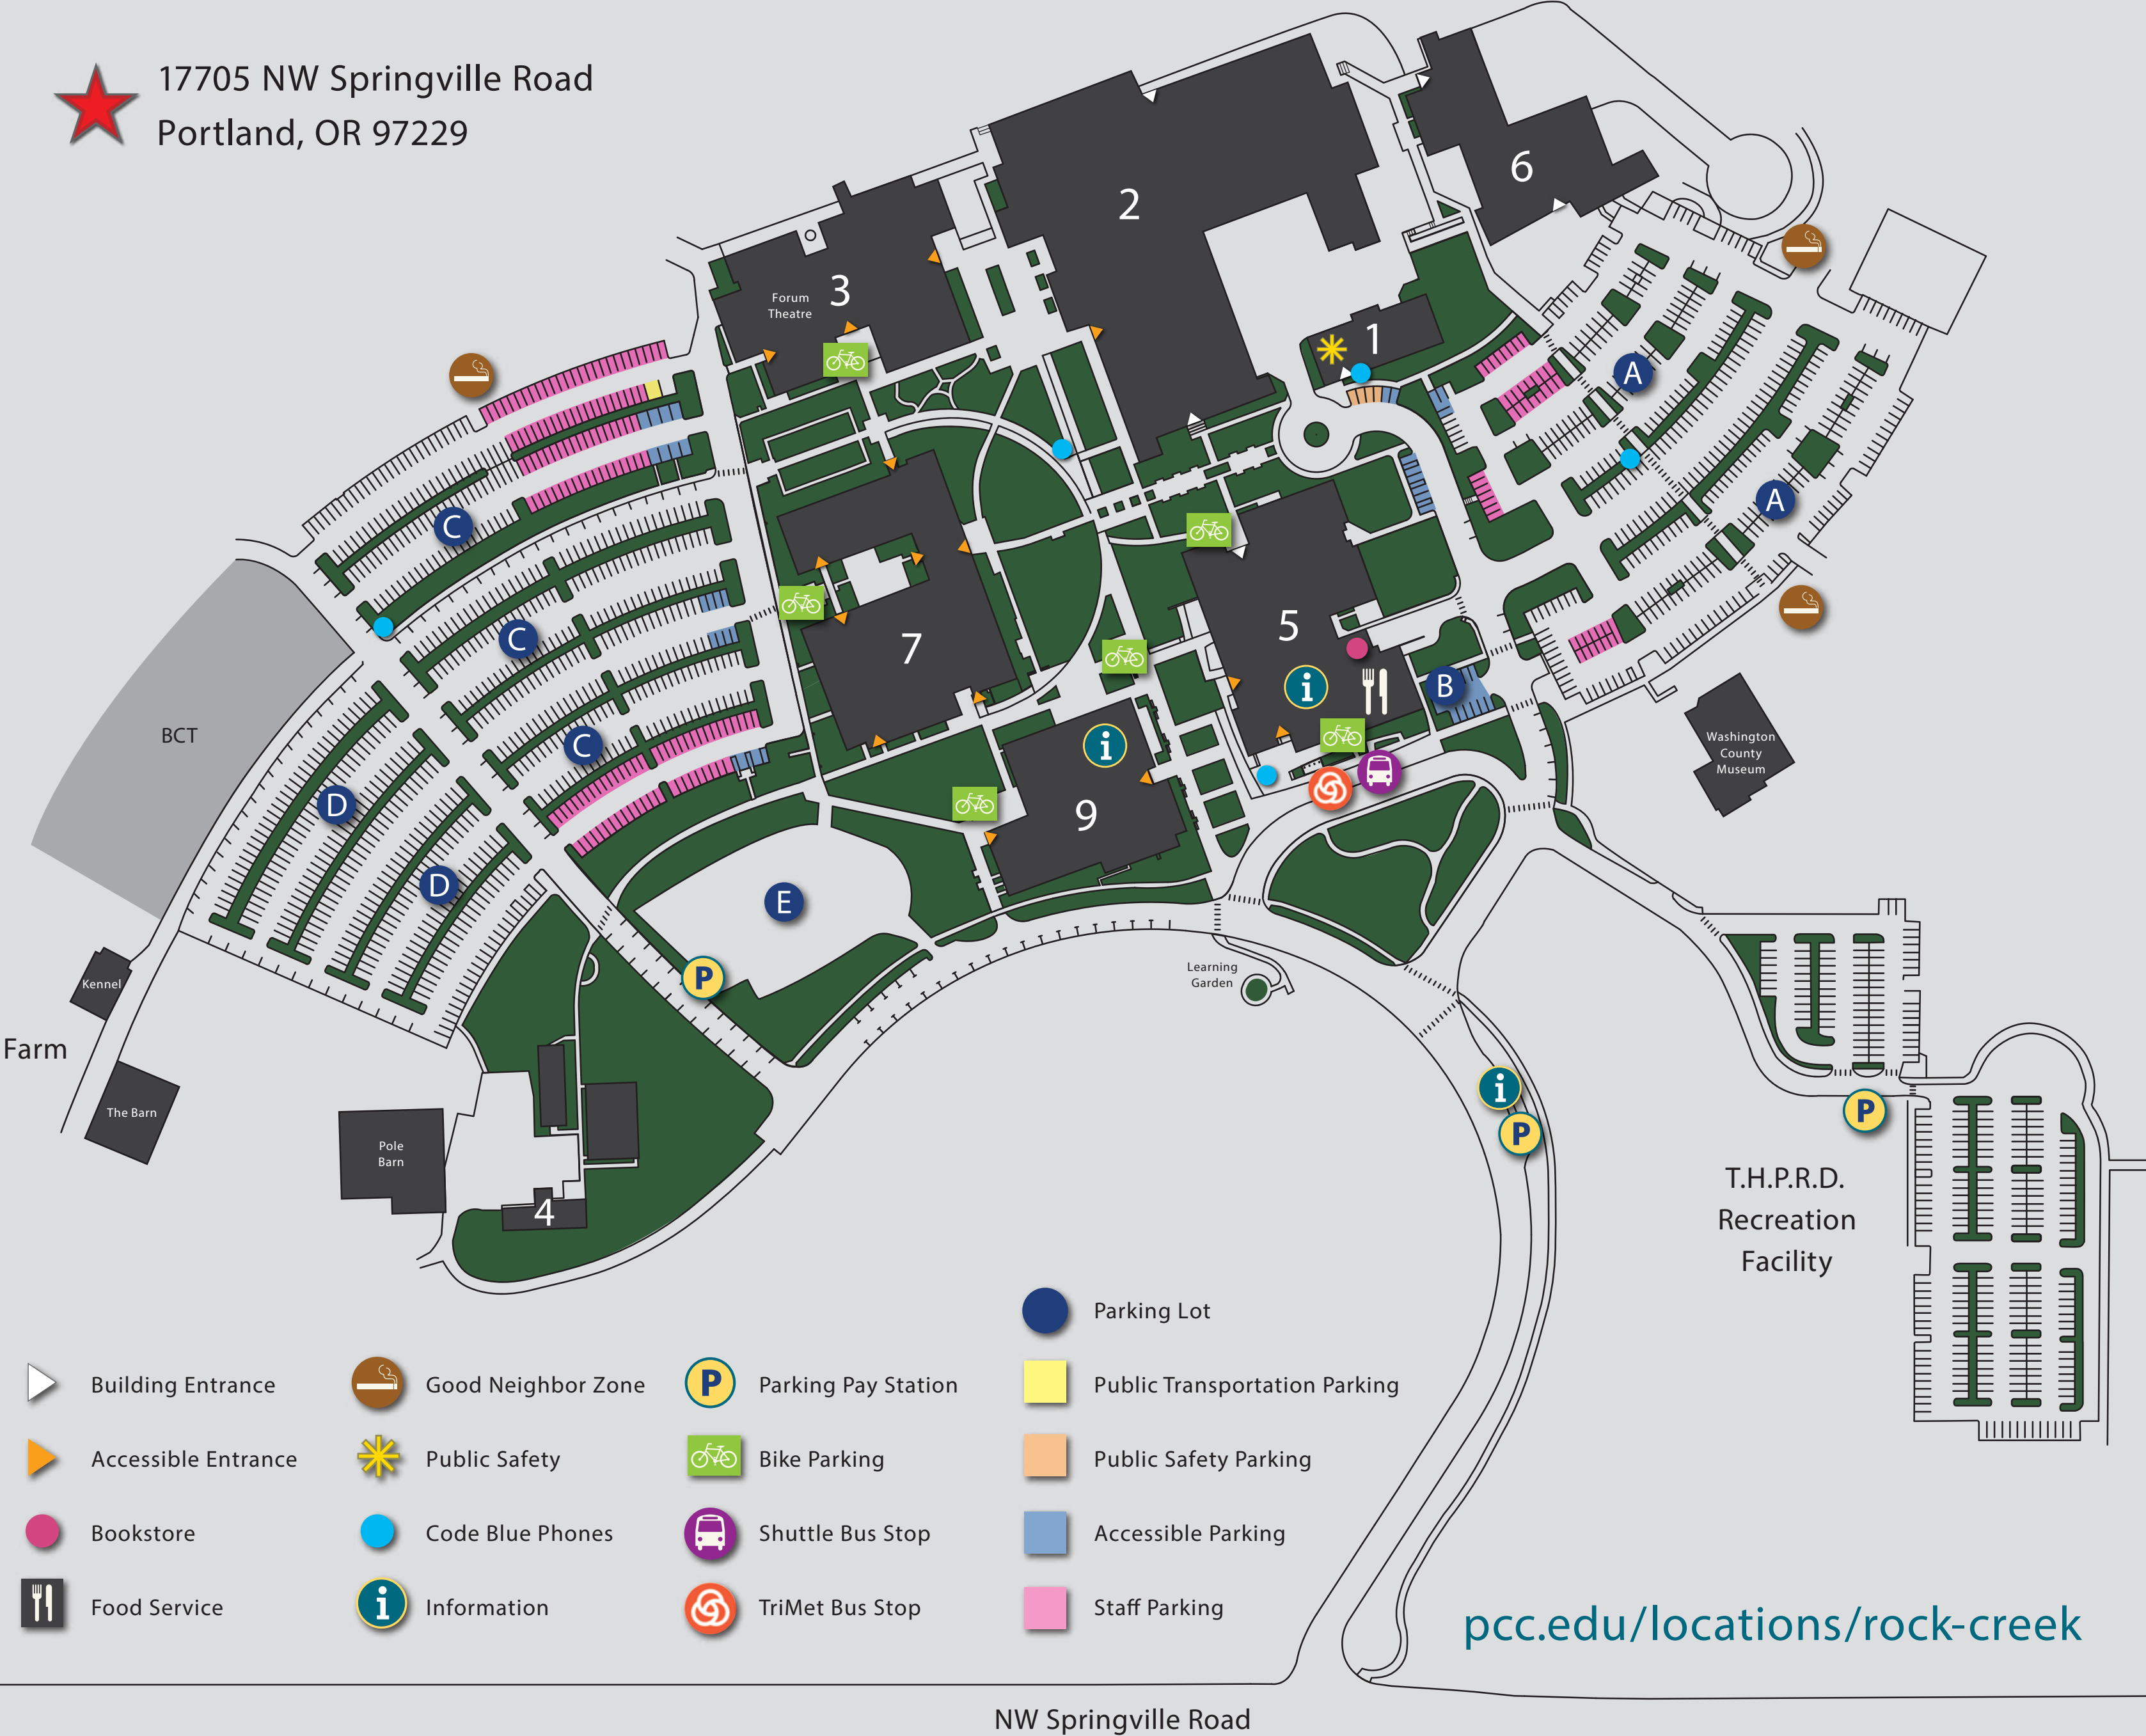 17705 NW Springville Road
Portland, OR 97229
2
6
3
Forum
Theatre
1
A
A
C
C
C
5
7
B
BCT
Washington
County
Museum
D
D
9
E
P
Kennel
Learning
Garden
Farm
The Barn
Pole
Barn
4
i
i
i
P
P
T.H.P.R.D.
Recreation
Facility
Building Entrance
Accessible Entrance
Bookstore
Food Service
Good Neighbor Zone
Public Safety
Code Blue Phones
i
Information
P
Parking Pay Station
Bike Parking
Shuttle Bus Stop
TriMet Bus Stop
Parking Lot
Public Transportation Parking
Public Safety Parking
Accessible Parking
Staff Parking
pcc.edu/locations/rock-creek
NW Springville Road